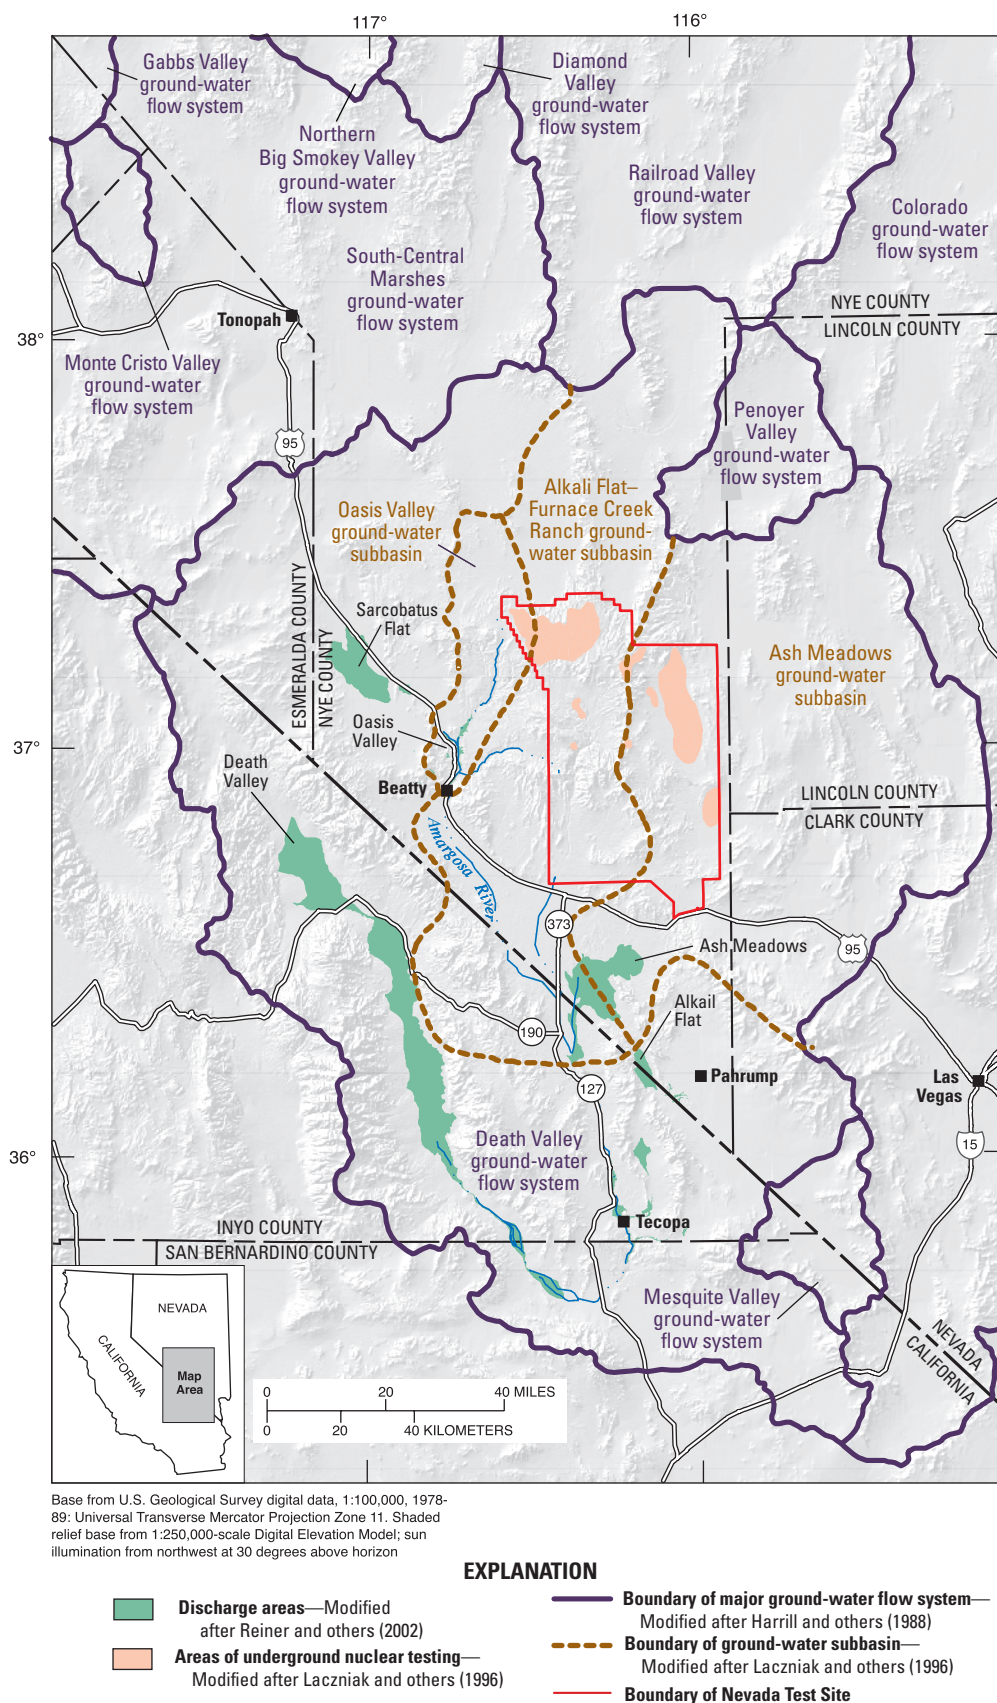 117°
116°
Gabbs Valley
ground-water
flow system
Diamond
Valley
ground-water
flow system
Northern
Big Smokey Valley
ground-water
flow system
Railroad Valley
ground-water
flow system
Colorado
ground-water
flow system
South-Central
Marshes
ground-water
flow system
NYE COUNTY
LINCOLN COUNTY
Tonopah
38°
Monte Cristo Valley
ground-water
flow system
Penoyer
Valley
ground-water
flow system
95
Alkali Flat–
Furnace Creek
Ranch ground-
water subbasin
Oasis Valley
ground-water
subbasin
Sarcobatus
Flat
ESMERALDA COUNTY
NYE COUNTY
Ash Meadows
ground-water
subbasin
Oasis
Valley
37°
Death
Valley
Beatty
LINCOLN COUNTY
CLARK COUNTY
Amargosa River
373
Ash Meadows
95
Alkail
Flat
190
Pahrump
127
Las
Vegas
15
36°
Death Valley
ground-water
flow system
INYO COUNTY
SAN BERNARDINO COUNTY
Tecopa
Mesquite Valley
ground-water
flow system
NEVADA
CALIFORNIA
NEVADA
CALIFORNIA
Map
Area
0 20 40 MILES
0 20 40 KILOMETERS
Base from U.S. Geological Survey digital data, 1:100,000, 1978-
89: Universal Transverse Mercator Projection Zone 11. Shaded
relief base from 1:250,000-scale Digital Elevation Model; sun
illumination from northwest at 30 degrees above horizon
EXPLANATION
Discharge areas—Modified
after Reiner and others (2002)
Areas of underground nuclear testing—
Modified after Laczniak and others (1996)
Boundary of major ground-water flow system—
Modified after Harrill and others (1988)
Boundary of ground-water subbasin—
Modified after Laczniak and others (1996)
Boundary of Nevada Test Site